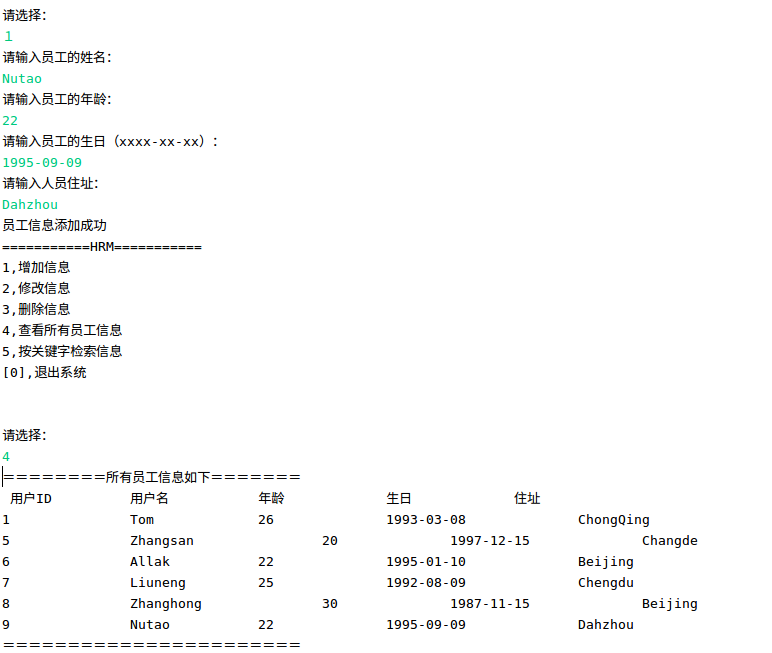 请选择：
1
请输入员工的姓名：
Nutao
请输入员工的年龄：
22
请输入员工的生日（xxxx-xx-xx）：
1995-09-09
请输入人员住址：
Dahzhou
员工信息添加成功
===========HRM===========
1,增加信息
2,修改信息
3,删除信息
4,查看所有员工信息
5,按关键字检索信息
[0],退出系统
请选择：
4
＝＝＝＝＝＝＝＝所有员工信息如下＝＝＝＝＝＝＝
用户ID 用户名 年龄 生日 住址
1 Tom 26 1993-03-08 ChongQing
5 Zhangsan 20 1997-12-15 Changde
6 Allak 22 1995-01-10 Beijing
7 Liuneng 25 1992-08-09 Chengdu
8 Zhanghong 30 1987-11-15 Beijing
9 Nutao 22 1995-09-09 Dahzhou
＝＝＝＝＝＝＝＝＝＝＝＝＝＝＝＝＝＝＝＝＝＝＝